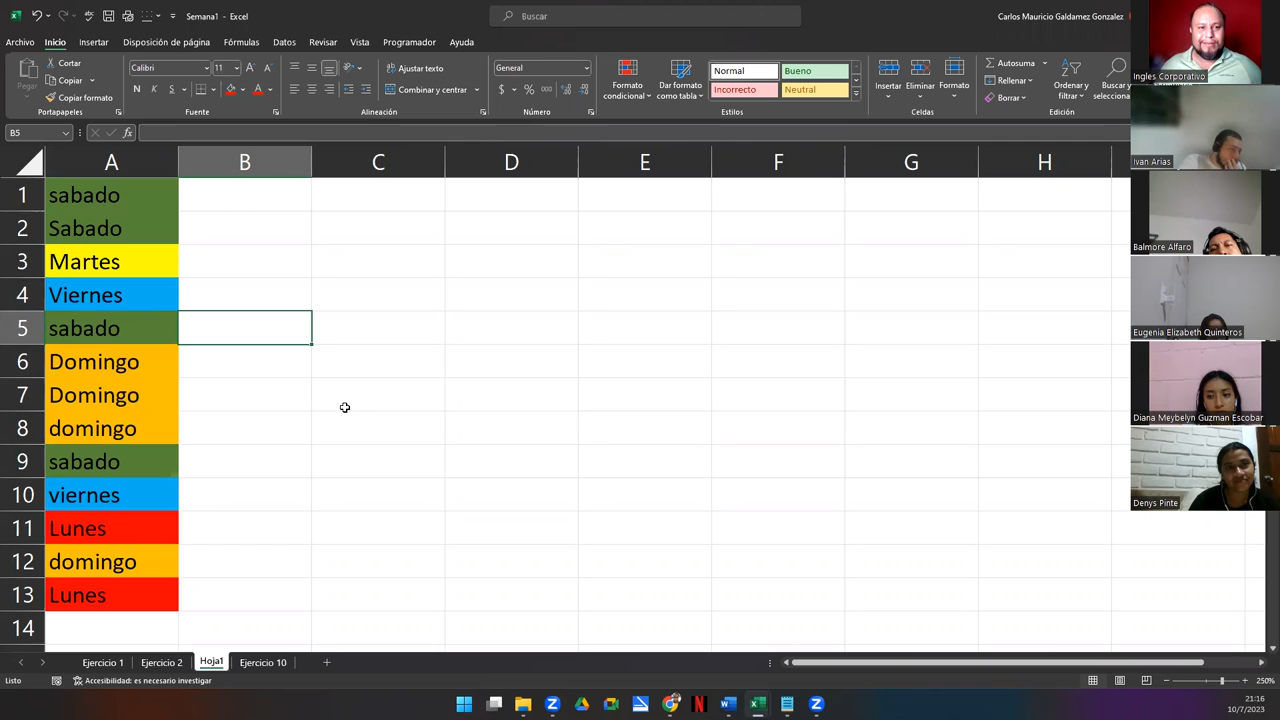 Semana1 - Excel
Buscar
Carlos Mauricio Galdamez Gonzalez
Archivo Inicio Insertar Disposición de página Fórmulas Datos Revisar Vista Programador Ayuda
Pegar
Cortar
Copiar
Copiar formato
Portapapeles
Calibri 11
N K S
Fuente
Ajustar texto
Combinar y centrar
Alineación
General
$ % 000
Número
Formato condicional
Dar formato como tabla
Normal Bueno
Incorrecto Neutral
Estilos
Insertar Eliminar Formato
Celdas
Autosuma
Rellenar
Borrar
Ordenar y filtrar
Buscar y selecciona
Edición
B5
fx
A B C D E F G H
1 sabado
2 Sabado
3 Martes
4 Viernes
5 sabado
6 Domingo
7 Domingo
8 domingo
9 sabado
10 viernes
11 Lunes
12 domingo
13 Lunes
14
Ingles Corporativo
Ivan Arias
Balmore Alfaro
Eugenia Elizabeth Quinteros
Diana Meybelyn Guzman Escobar
Denys Pinte
Ejercicio 1 Ejercicio 2 Hoja1 Ejercicio 10
Listo
Accesibilidad: es necesario investigar
250%
21:16
10/7/2023